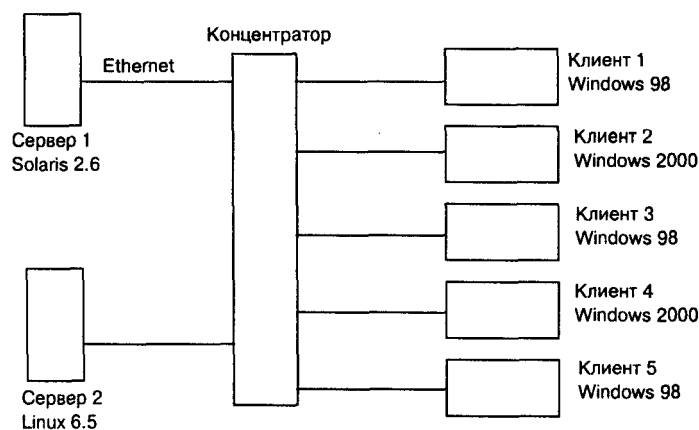 Концентратор
Ethernet
Сервер 1
Solaris 2.6
Сервер 2
Linux 6.5
Клиент 1
Windows 98
Клиент 2
Windows 2000
Клиент 3
Windows 98
Клиент 4
Windows 2000
Клиент 5
Windows 98